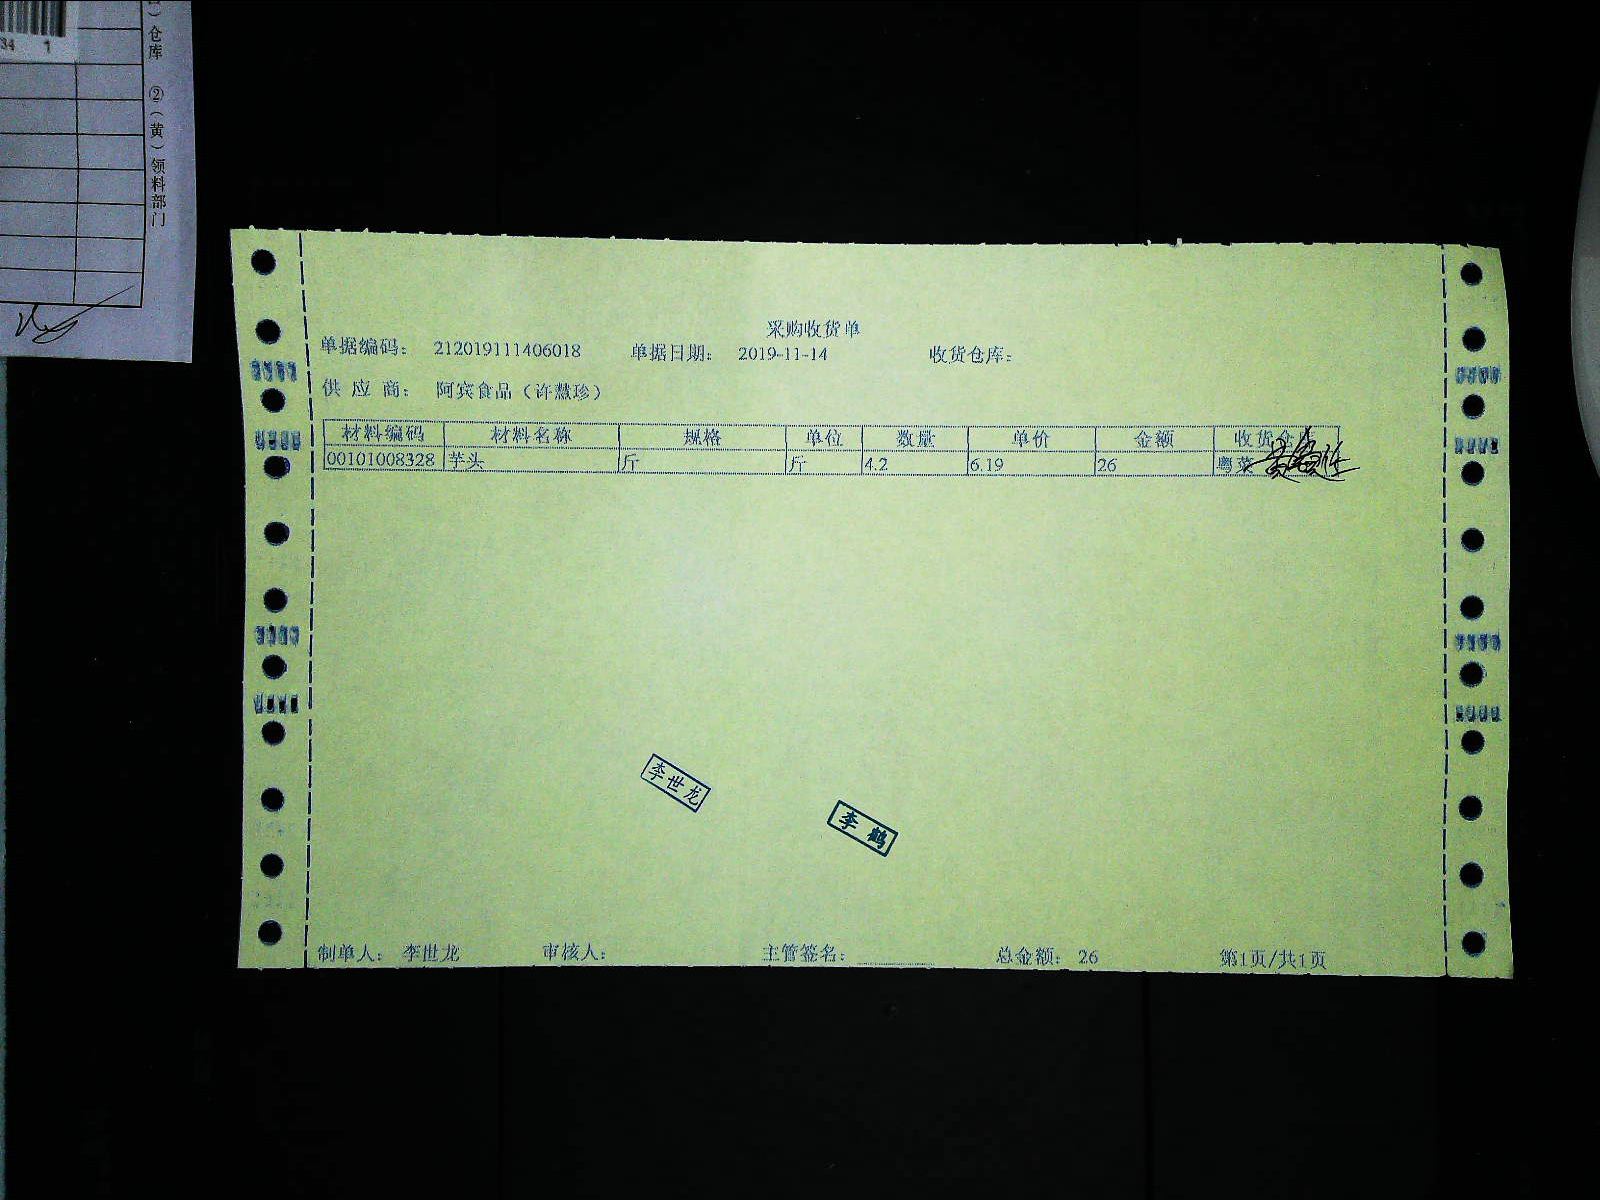 34 1
仓库 ②（黄）领料部门
采购收货单
单据编码： 212019111406018 单据日期： 2019-11-14 收货仓库：
供 应 商： 阿宾食品（许慧珍）
材料编码 材料名称 规格 单位 数量 单价 金额 收货仓库
00101008328 芋头 斤 斤 4.2 6.19 26 粤菜
李世龙
李鹤
制单人： 李世龙 审核人： 主管签名： 总金额： 26 第1页/共1页